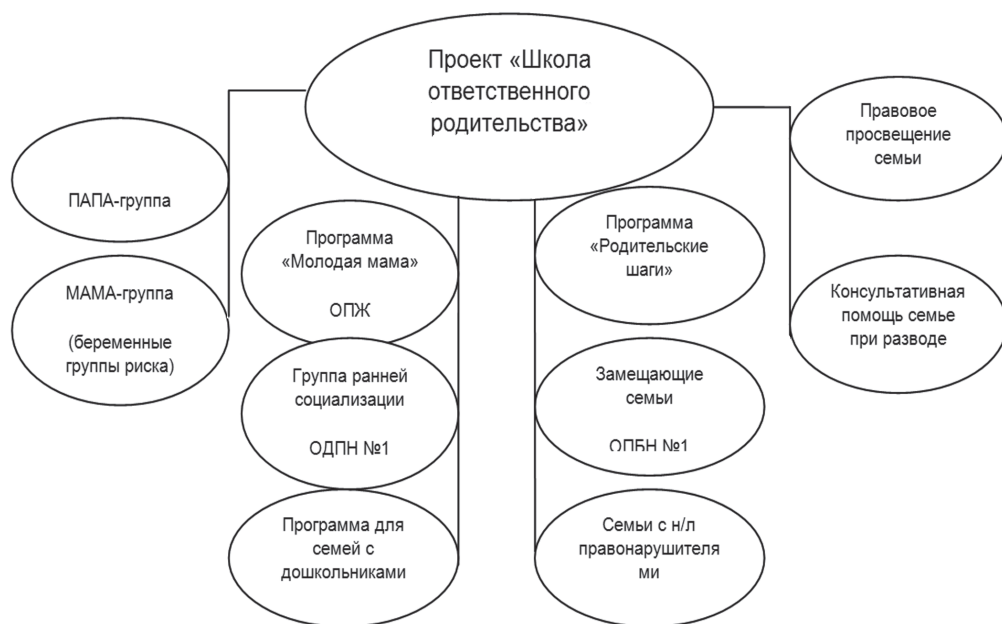 Проект «Школа
ответственного
родительства»
ПАПА-группа
МАМА-группа
(беременные
группы риска)
Программа
«Молодая мама»
ОПЖ
Группа ранней
социализации
ОДПН №1
Программа для
семей с
дошкольниками
Программа
«Родительские
шаги»
Замещающие
семьи
ОПБН №1
Семьи с н/л
правонарушителя
ми
Правовое
просвещение
семьи
Консультативная
помощь семье
при разводе